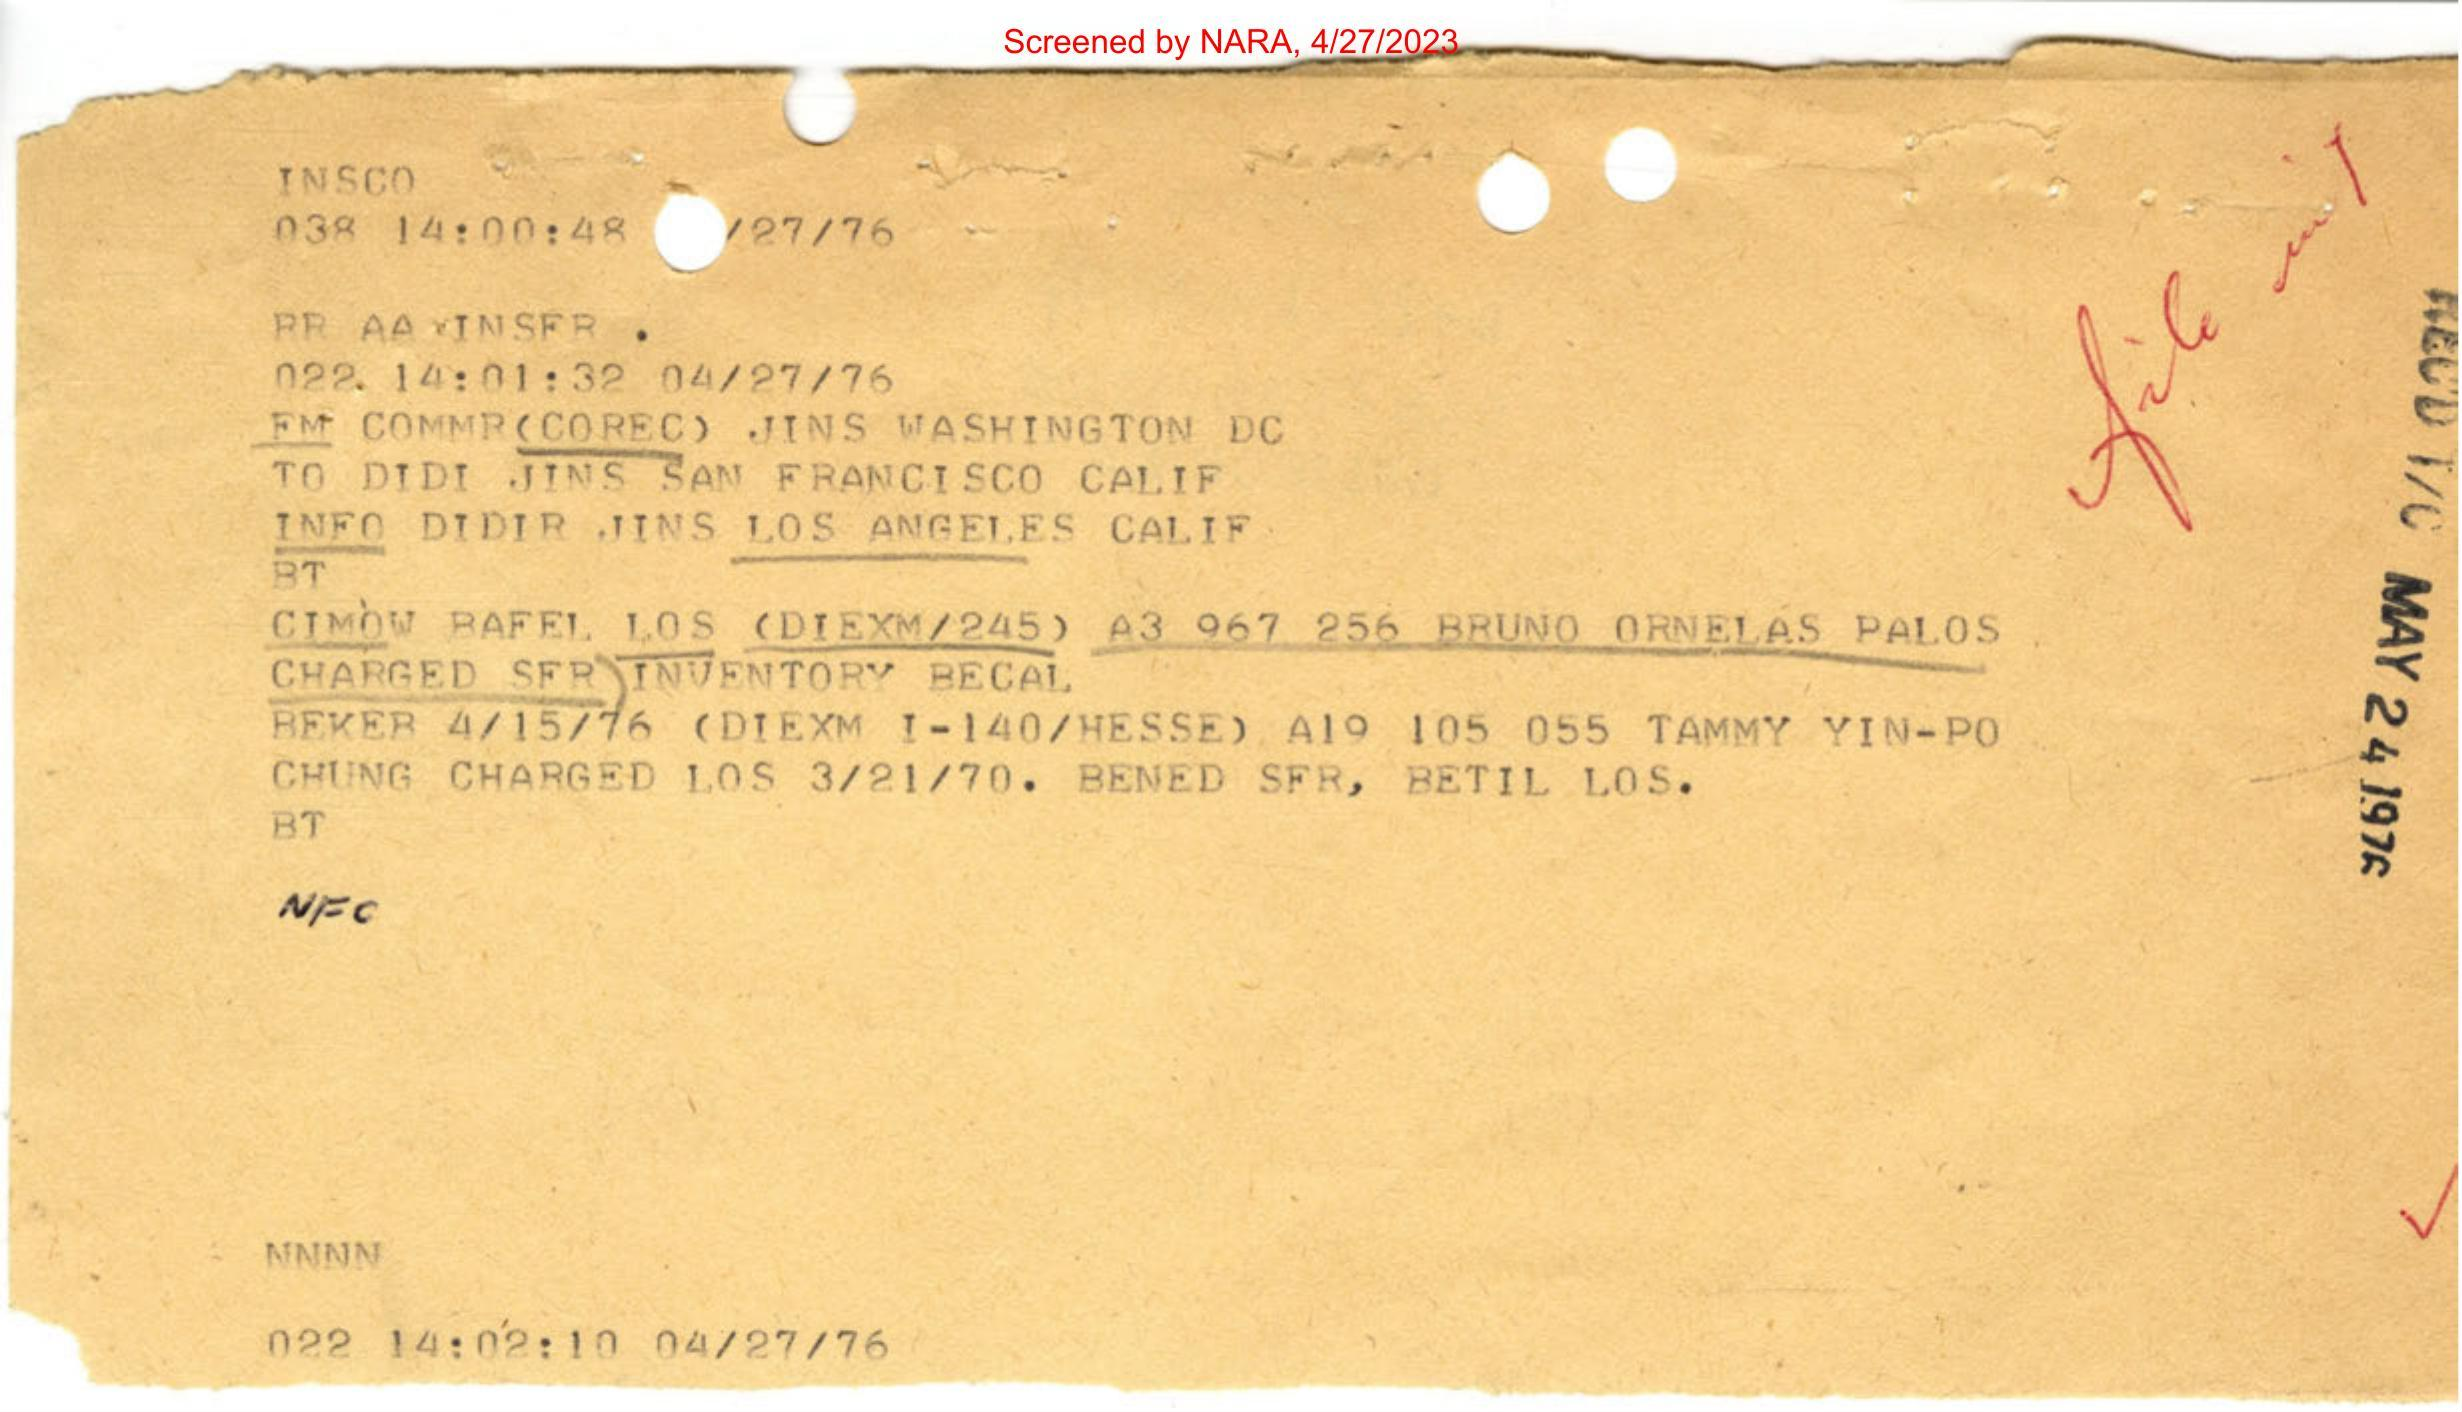 Screened by NARA, 4/27/2023
INSCO
038 14:00:48 /27/76
RR AA INSFR .
022 14:01:32 04/27/76
FM COMMR(COREC) JINS WASHINGTON DC
TO DIDI JINS SAN FRANCISCO CALIF
INFO DIDIR JINS LOS ANGELES CALIF
BT
CIMOW BAFEL LOS (DIEXM/245) A3 967 256 BRUNO ORNELAS PALOS
CHARGED SFR) INVENTORY BECAL
BEKER 4/15/76 (DIEXM I-140/HESSE) A19 105 055 TAMMY YIN-PO
CHUNG CHARGED LOS 3/21/70. BENED SFR, BETIL LOS.
BT
NFC
NNNN
022 14:02:10 04/27/76
file
REC'D I/C MAY 24 1976